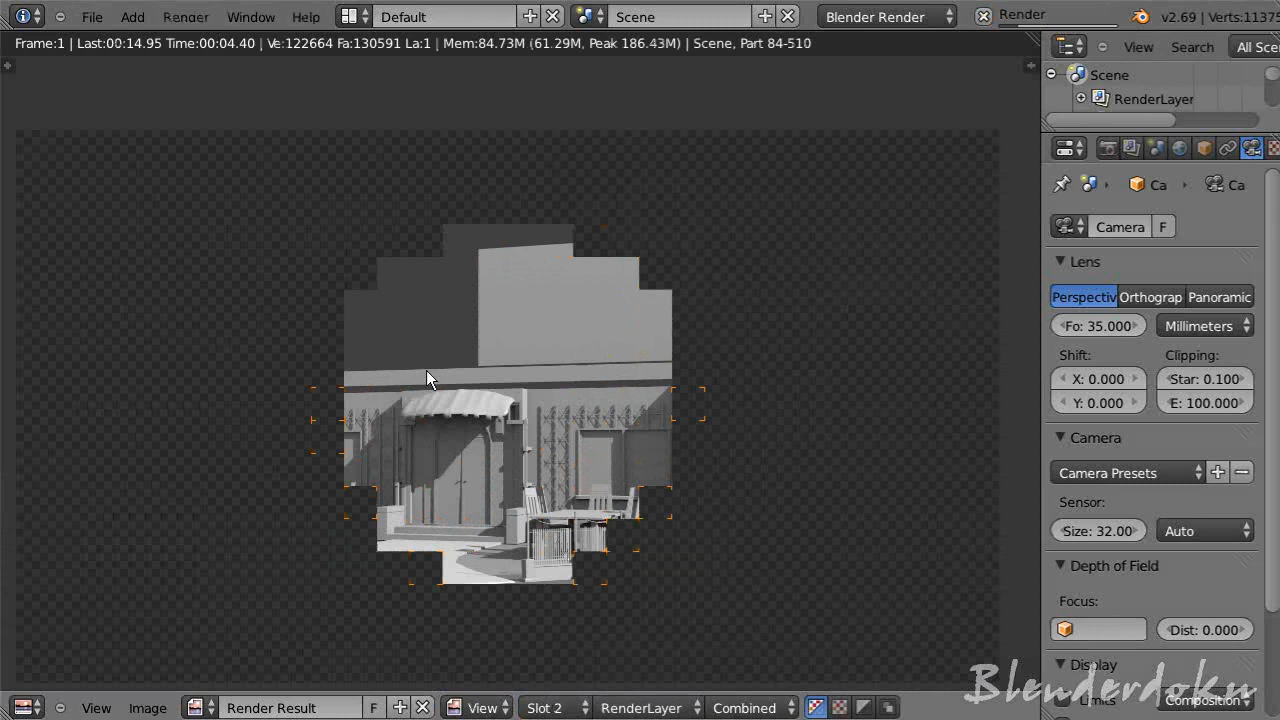 File Add Render Window Help Default Scene Blender Render Render v2.69 | Verts:11375
Frame:1 | Last:00:14.95 Time:00:04.40 | Ve:122664 Fa:130591 La:1 | Mem:84.73M (61.29M, Peak 186.43M) | Scene, Part 84-510
View Search All Sce
Scene
RenderLayer
Ca Ca
Camera F
Lens
Perspectiv Orthograp Panoramic
Fo: 35.000 Millimeters
Shift: Clipping:
X: 0.000 Star: 0.100
Y: 0.000 E: 100.000
Camera
Camera Presets
Sensor:
Size: 32.00 Auto
Depth of Field
Focus:
Dist: 0.000
Display
Limits Composition
Blenderdoku
View Image Render Result F View Slot 2 RenderLayer Combined